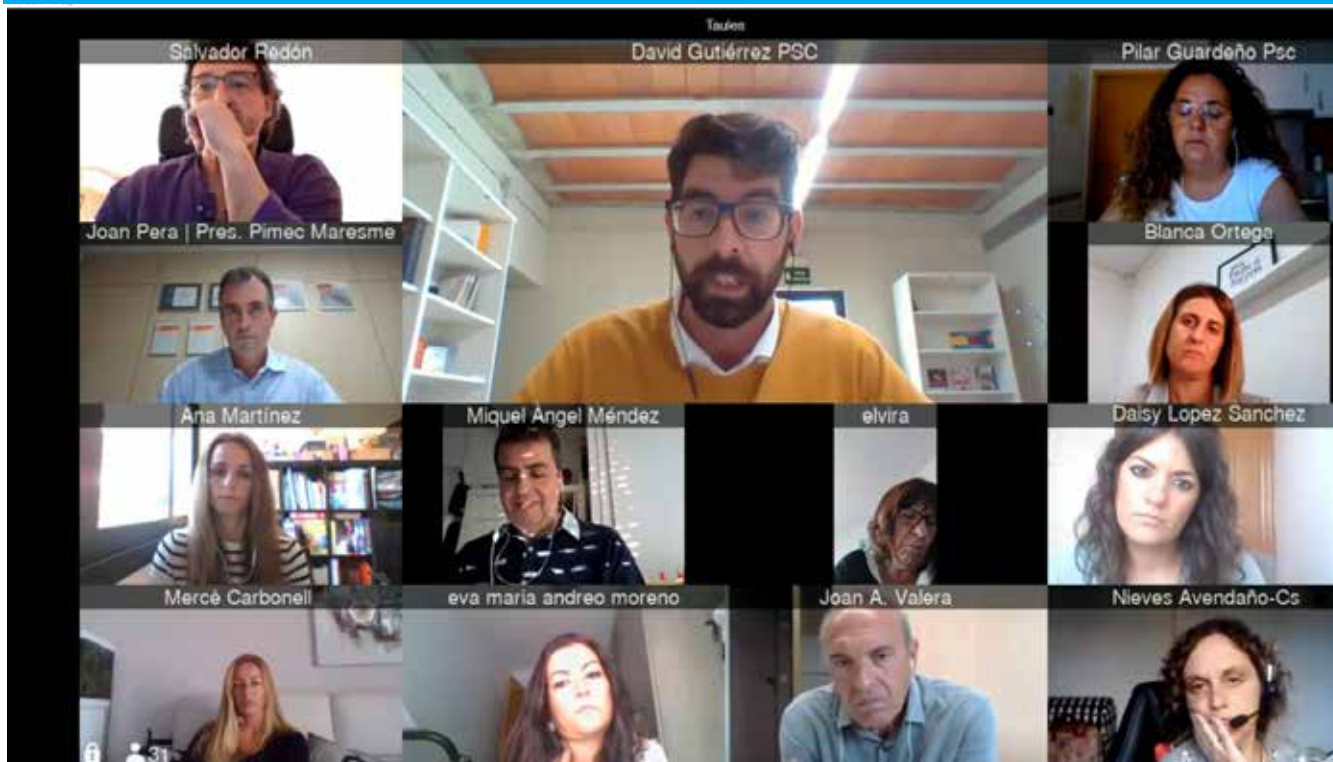 Taules
Salvador Redón
David Gutiérrez PSC
Pilar Guardeño Psc
Joan Pera | Pres. Pimec Maresme
Blanca Ortega
Ana Martínez
Miquel Àngel Méndez
elvira
Daisy Lopez Sanchez
Mercè Carbonell
eva maria andreo moreno
Joan A. Valera
Nieves Avendaño-Cs
31